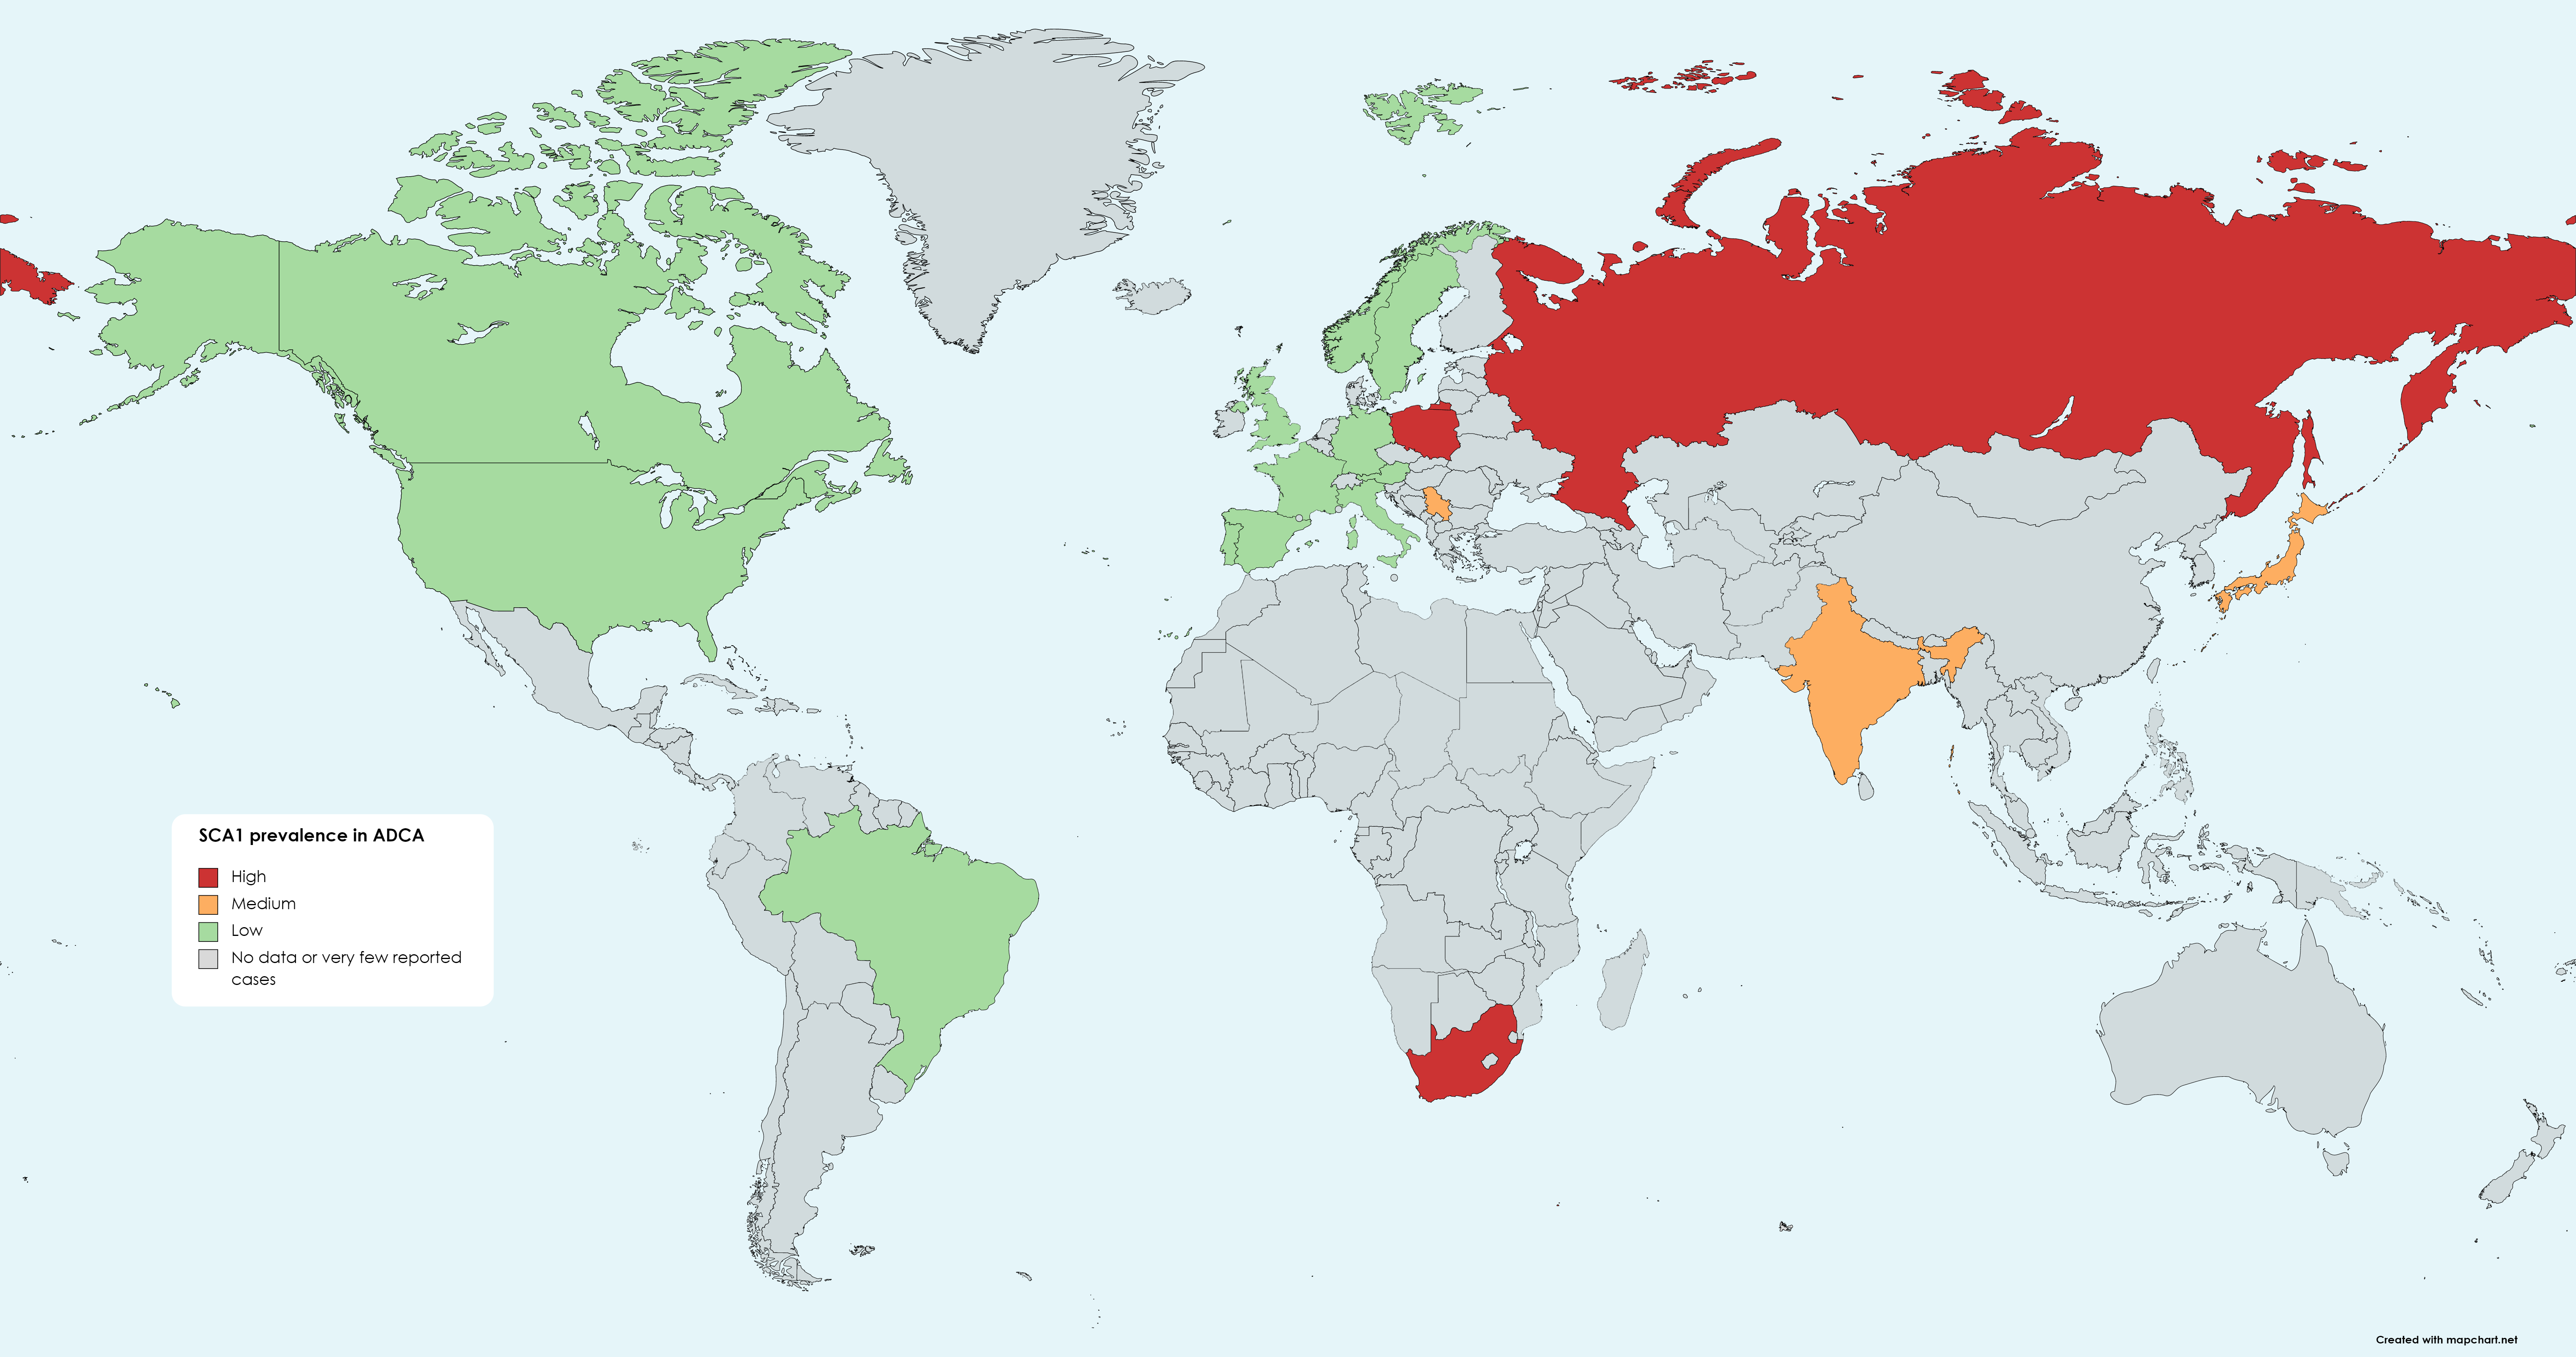 SCA1 prevalence in ADCA
High
Medium
Low
No data or very few reported
cases
Created with mapchart.net